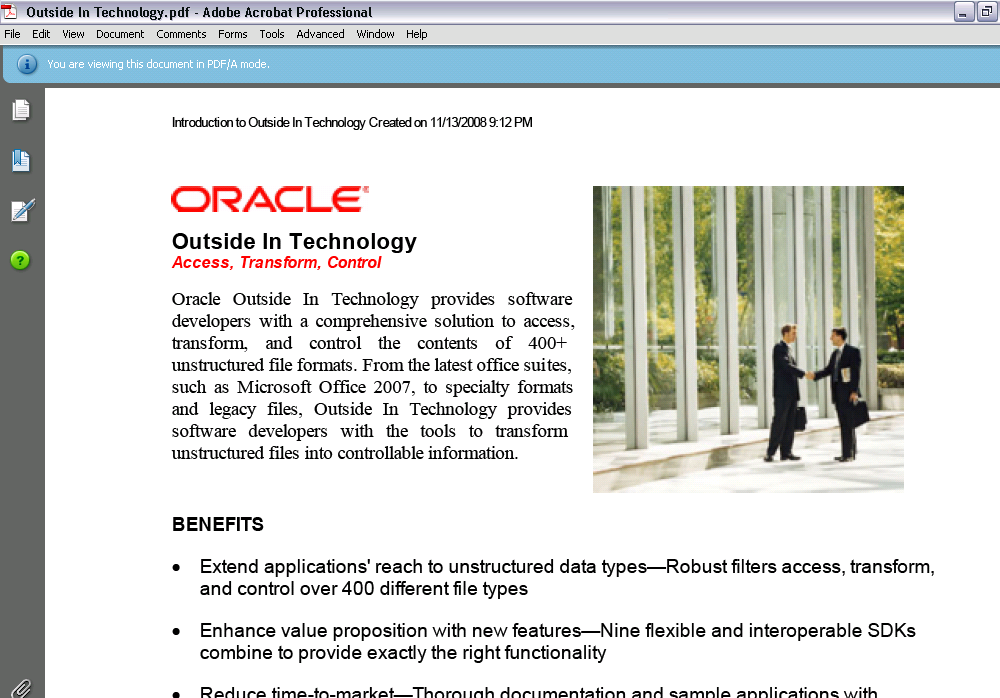 Outside In Technology.pdf - Adobe Acrobat Professional
File Edit View Document Comments Forms Tools Advanced Window Help
You are viewing this document in PDF/A mode.
Introduction to Outside In Technology Created on 11/13/2008 9:12 PM
ORACLE®
Outside In Technology
Access, Transform, Control
Oracle Outside In Technology provides software
developers with a comprehensive solution to access,
transform, and control the contents of 400+
unstructured file formats. From the latest office suites,
such as Microsoft Office 2007, to specialty formats
and legacy files, Outside In Technology provides
software developers with the tools to transform
unstructured files into controllable information.
BENEFITS
• Extend applications' reach to unstructured data types—Robust filters access, transform,
and control over 400 different file types
• Enhance value proposition with new features—Nine flexible and interoperable SDKs
combine to provide exactly the right functionality
• Reduce time-to-market—Thorough documentation and sample applications with